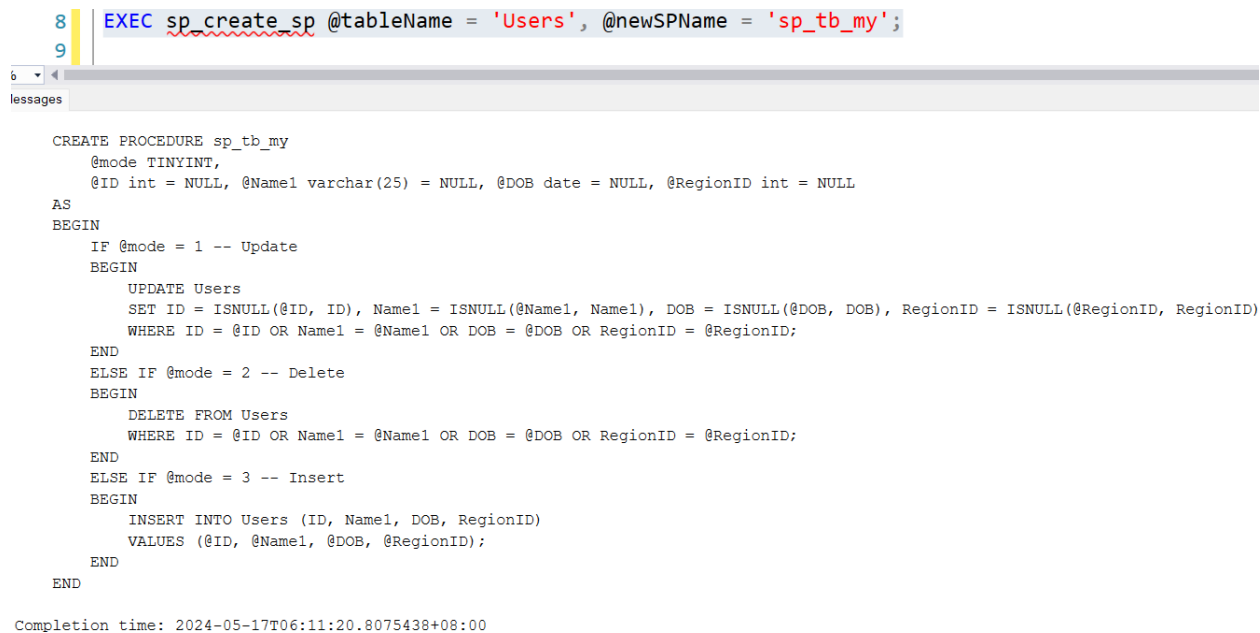 8 EXEC sp_create_sp @tableName = 'Users', @newSPName = 'sp_tb_my';
9
%
Messages
CREATE PROCEDURE sp_tb_my
@mode TINYINT,
@ID int = NULL, @Name1 varchar(25) = NULL, @DOB date = NULL, @RegionID int = NULL
AS
BEGIN
IF @mode = 1 -- Update
BEGIN
UPDATE Users
SET ID = ISNULL(@ID, ID), Name1 = ISNULL(@Name1, Name1), DOB = ISNULL(@DOB, DOB), RegionID = ISNULL(@RegionID, RegionID)
WHERE ID = @ID OR Name1 = @Name1 OR DOB = @DOB OR RegionID = @RegionID;
END
ELSE IF @mode = 2 -- Delete
BEGIN
DELETE FROM Users
WHERE ID = @ID OR Name1 = @Name1 OR DOB = @DOB OR RegionID = @RegionID;
END
ELSE IF @mode = 3 -- Insert
BEGIN
INSERT INTO Users (ID, Name1, DOB, RegionID)
VALUES (@ID, @Name1, @DOB, @RegionID);
END
END
Completion time: 2024-05-17T06:11:20.8075438+08:00